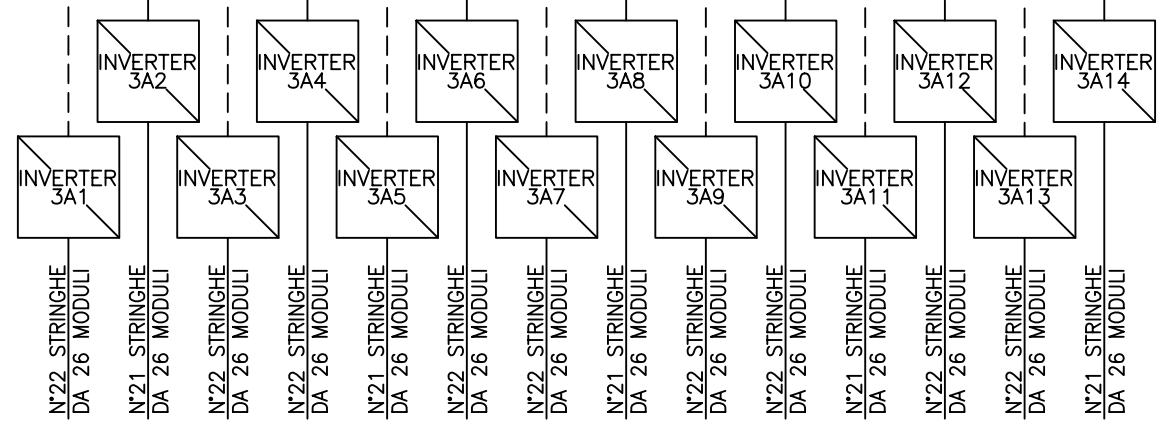 INVERTER
3A2
INVERTER
3A4
INVERTER
3A6
INVERTER
3A8
INVERTER
3A10
INVERTER
3A12
INVERTER
3A14
INVERTER
3A1
INVERTER
3A3
INVERTER
3A5
INVERTER
3A7
INVERTER
3A9
INVERTER
3A11
INVERTER
3A13
N°22 STRINGHE
DA 26 MODULI
N°21 STRINGHE
DA 26 MODULI
N°22 STRINGHE
DA 26 MODULI
N°22 STRINGHE
DA 26 MODULI
N°21 STRINGHE
DA 26 MODULI
N°22 STRINGHE
DA 26 MODULI
N°22 STRINGHE
DA 26 MODULI
N°21 STRINGHE
DA 26 MODULI
N°22 STRINGHE
DA 26 MODULI
N°22 STRINGHE
DA 26 MODULI
N°21 STRINGHE
DA 26 MODULI
N°22 STRINGHE
DA 26 MODULI
N°22 STRINGHE
DA 26 MODULI
N°21 STRINGHE
DA 26 MODULI